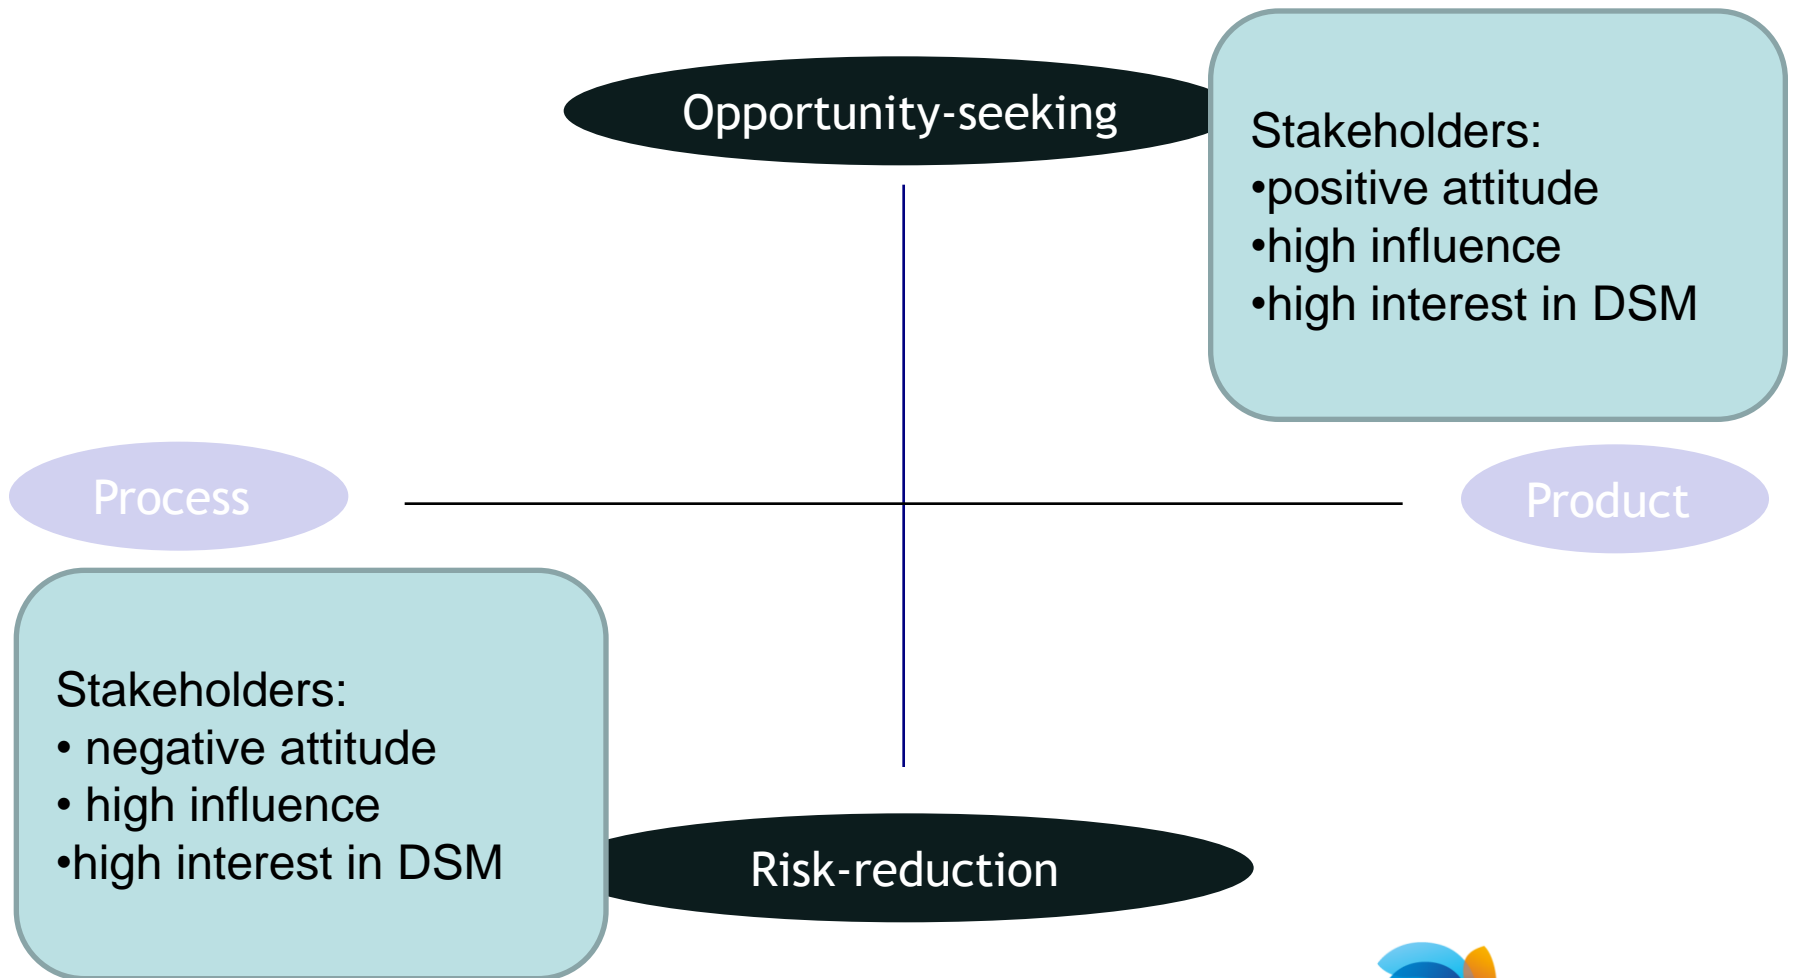 Opportunity-seeking
Stakeholders:
•positive attitude
•high influence
•high interest in DSM
Process
Product
Stakeholders:
• negative attitude
• high influence
•high interest in DSM
Risk-reduction